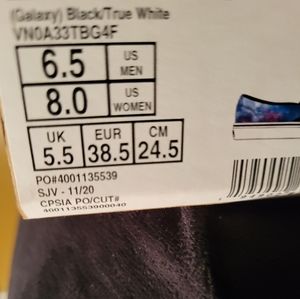 (Galaxy) Black/True White
VN0A33TBG4F
6.5 US MEN
8.0 US WOMEN
UK EUR CM
5.5 38.5 24.5
PO#4001135539
SJV - 11/20
CPSIA PO/CUT#
400113553900040